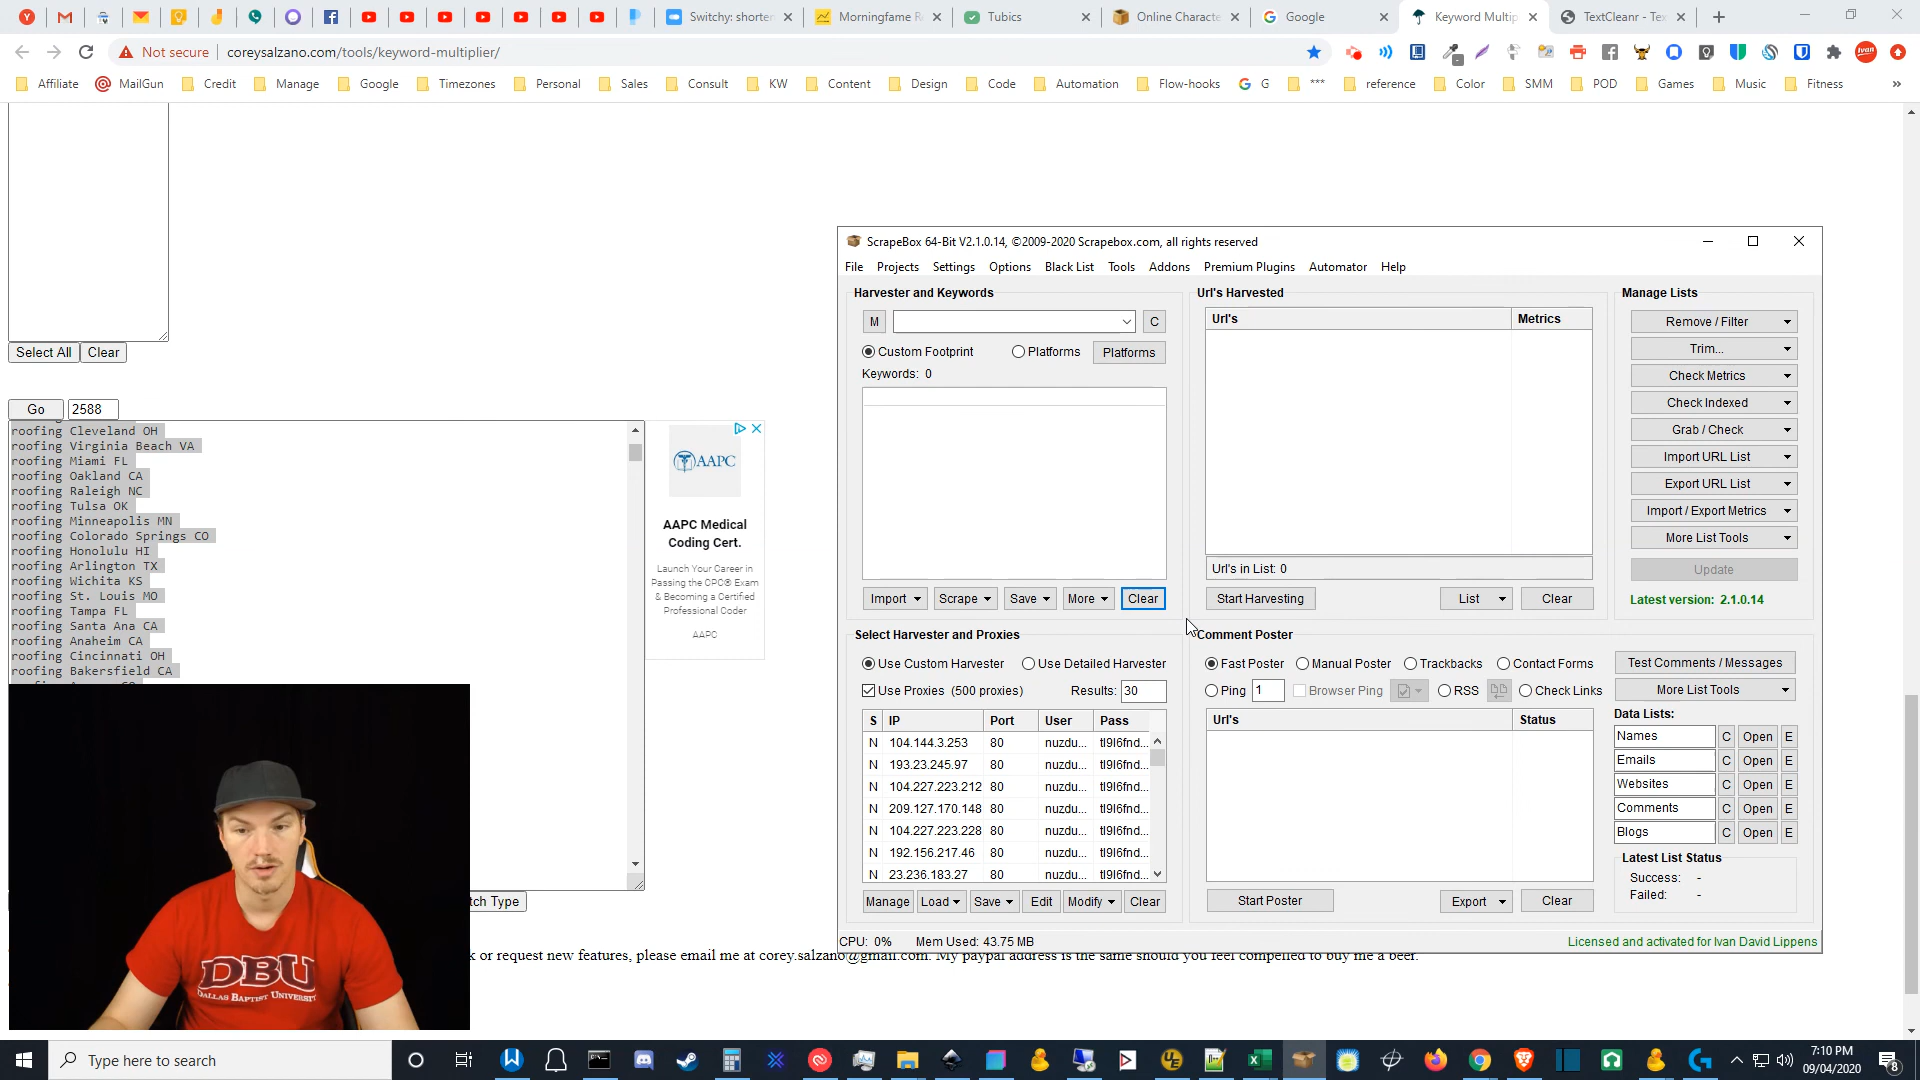 Switchy: shorter
Morningfame R
Tubics
Online Characte
Google
Keyword Multip
TextCleanr - Te
Not secure
coreysalzano.com/tools/keyword-multiplier/
Affiliate
MailGun
Credit
Manage
Google
Timezones
Personal
Sales
Consult
KW
Content
Design
Code
Automation
Flow-hooks
G
***
reference
Color
SMM
POD
Games
Music
Fitness
Select All
Clear
Go
2588
roofing Cleveland OH
roofing Virginia Beach VA
roofing Miami FL
roofing Oakland CA
roofing Raleigh NC
roofing Tulsa OK
roofing Minneapolis MN
roofing Colorado Springs CO
roofing Honolulu HI
roofing Arlington TX
roofing Wichita KS
roofing St. Louis MO
roofing Tampa FL
roofing Santa Ana CA
roofing Anaheim CA
roofing Cincinnati OH
roofing Bakersfield CA
AAPC
AAPC Medical
Coding Cert.
Launch Your Career in
Passing the CPC® Exam
& Becoming a Certified
Professional Coder
AAPC
tch Type
k or request new features, please email me at corey.salzano@gmail.com. My paypal address is the same should you feel compelled to buy me a beer.
DBU
DALLAS BAPTIST UNIVERSITY
ScrapeBox 64-Bit V2.1.0.14, ©2009-2020 Scrapebox.com, all rights reserved
File Projects Settings Options Black List Tools Addons Premium Plugins Automator Help
Harvester and Keywords
M
C
Custom Footprint
Platforms
Platforms
Keywords: 0
Import
Scrape
Save
More
Clear
Url's Harvested
Url's
Metrics
Url's in List: 0
Start Harvesting
List
Clear
Manage Lists
Remove / Filter
Trim...
Check Metrics
Check Indexed
Grab / Check
Import URL List
Export URL List
Import / Export Metrics
More List Tools
Update
Latest version: 2.1.0.14
Select Harvester and Proxies
Use Custom Harvester
Use Detailed Harvester
Use Proxies (500 proxies)
Results: 30
S IP Port User Pass
N 104.144.3.253 80 nuzdu... tl9l6fnd...
N 193.23.245.97 80 nuzdu... tl9l6fnd...
N 104.227.223.212 80 nuzdu... tl9l6fnd...
N 209.127.170.148 80 nuzdu... tl9l6fnd...
N 104.227.223.228 80 nuzdu... tl9l6fnd...
N 192.156.217.46 80 nuzdu... tl9l6fnd...
N 23.236.183.27 80 nuzdu... tl9l6fnd...
Manage
Load
Save
Edit
Modify
Clear
Comment Poster
Fast Poster
Manual Poster
Trackbacks
Contact Forms
Ping
1
Browser Ping
RSS
Check Links
Url's
Status
Start Poster
Export
Clear
Test Comments / Messages
More List Tools
Data Lists:
Names C Open E
Emails C Open E
Websites C Open E
Comments C Open E
Blogs C Open E
Latest List Status
Success: -
Failed: -
CPU: 0%
Mem Used: 43.75 MB
Licensed and activated for Ivan David Lippens
Type here to search
7:10 PM
09/04/2020
8